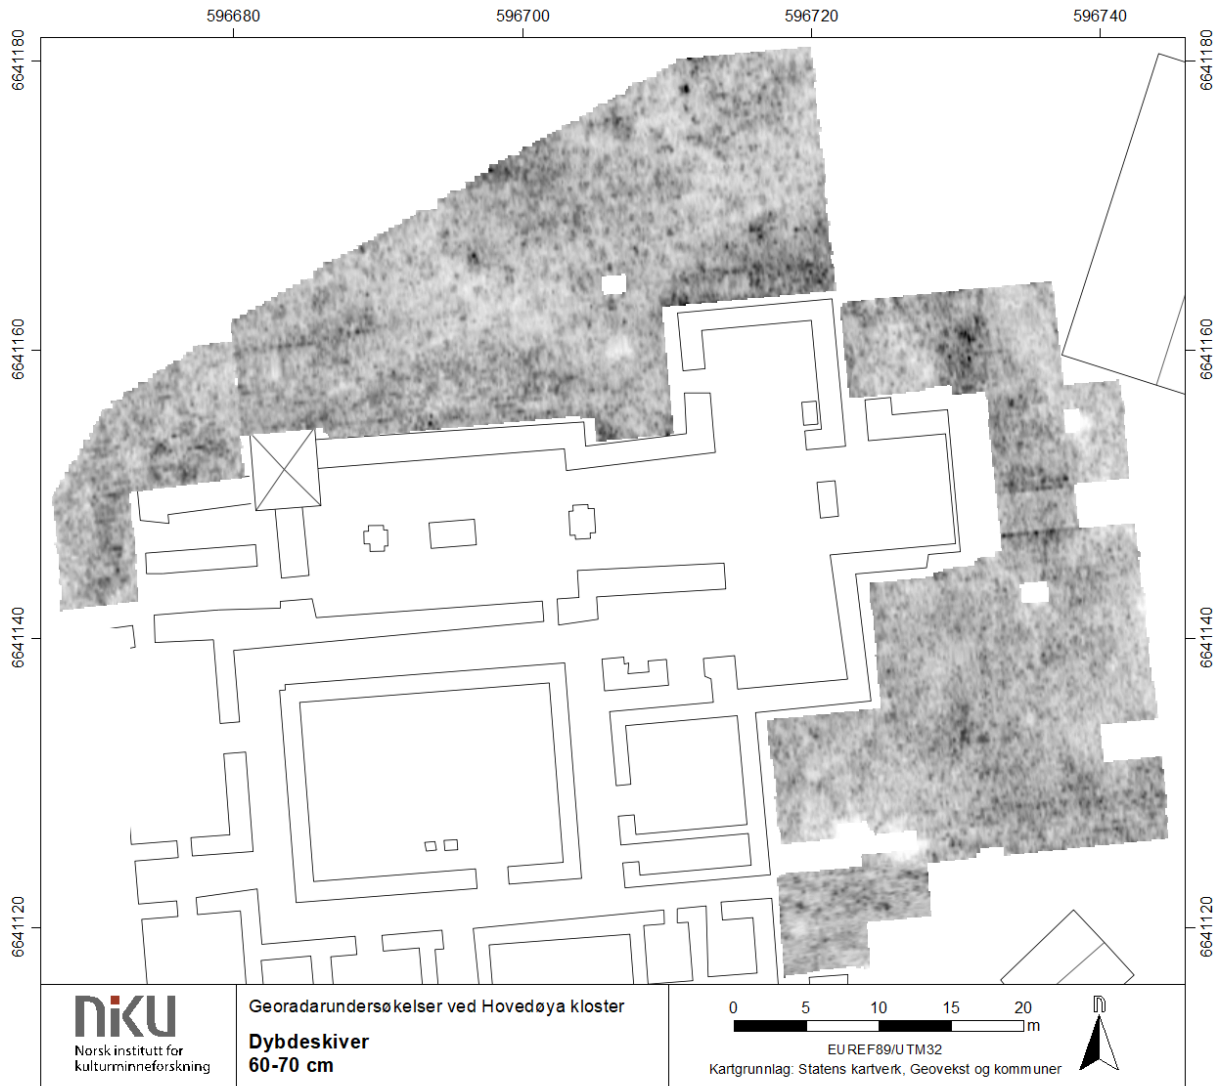 596680 596700 596720 596740
6641180 6641180
6641160 6641160
6641140 6641140
6641120 6641120
niku
Norsk institutt for
kulturminneforskning
Georadarundersøkelser ved Hovedøya kloster
Dybdeskiver
60-70 cm
0 5 10 15 20
m
EUREF89/UTM32
Kartgrunnlag: Statens kartverk, Geovekst og kommuner
n